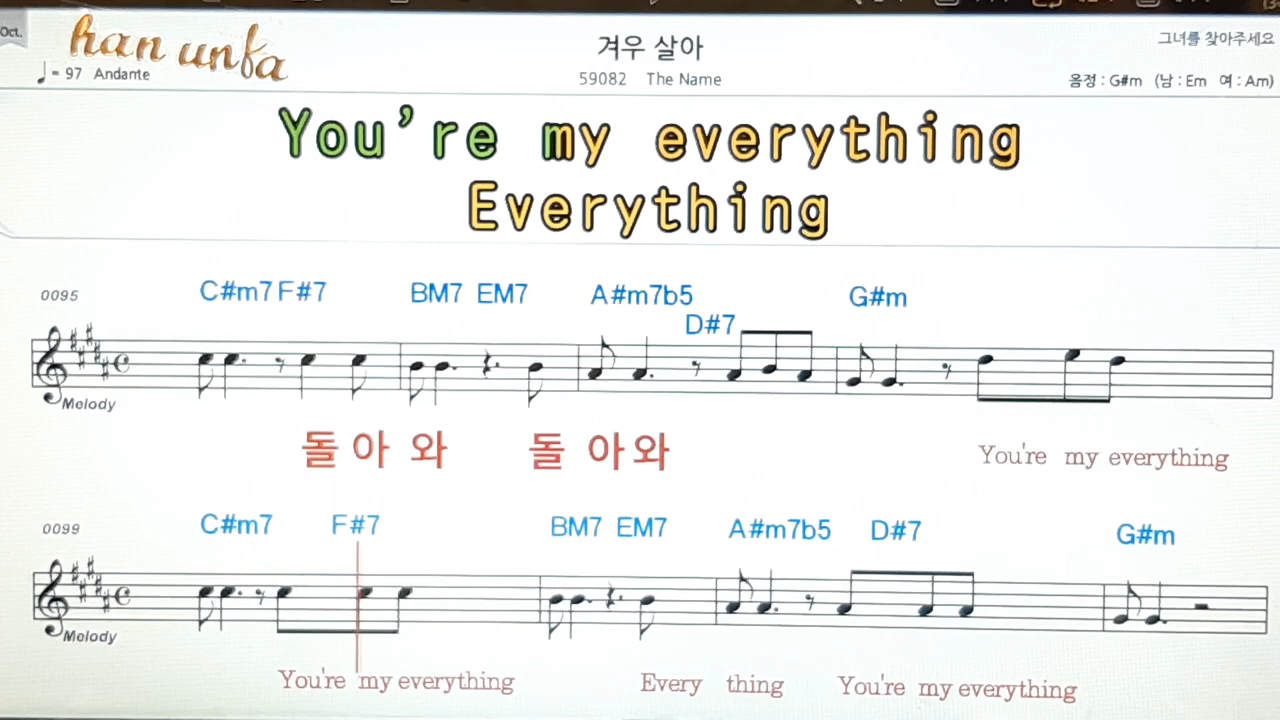 Oct.
han unfa
그녀를 찾아주세요
겨우 살아
♩= 97 Andante
59082 The Name
음정 : G#m (남 : Em 여 : Am)
You're my everything
Everything
0095
C#m7 F#7 BM7 EM7 A#m7b5 D#7 G#m
Melody
돌 아 와 돌 아 와 You're my everything
0099
C#m7 F#7 BM7 EM7 A#m7b5 D#7 G#m
Melody
You're my everything Every thing You're my everything